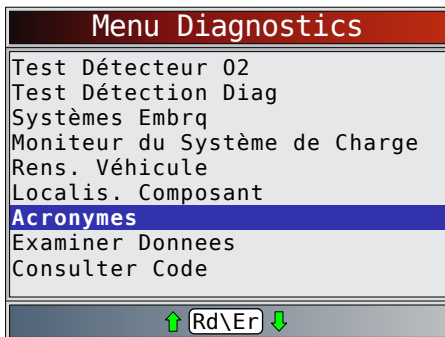 Menu Diagnostics
Test Détecteur O2
Test Détection Diag
Systèmes Embrq
Moniteur du Système de Charge
Rens. Véhicule
Localis. Composant
Acronymes
Examiner Donnees
Consulter Code
Rd\Er